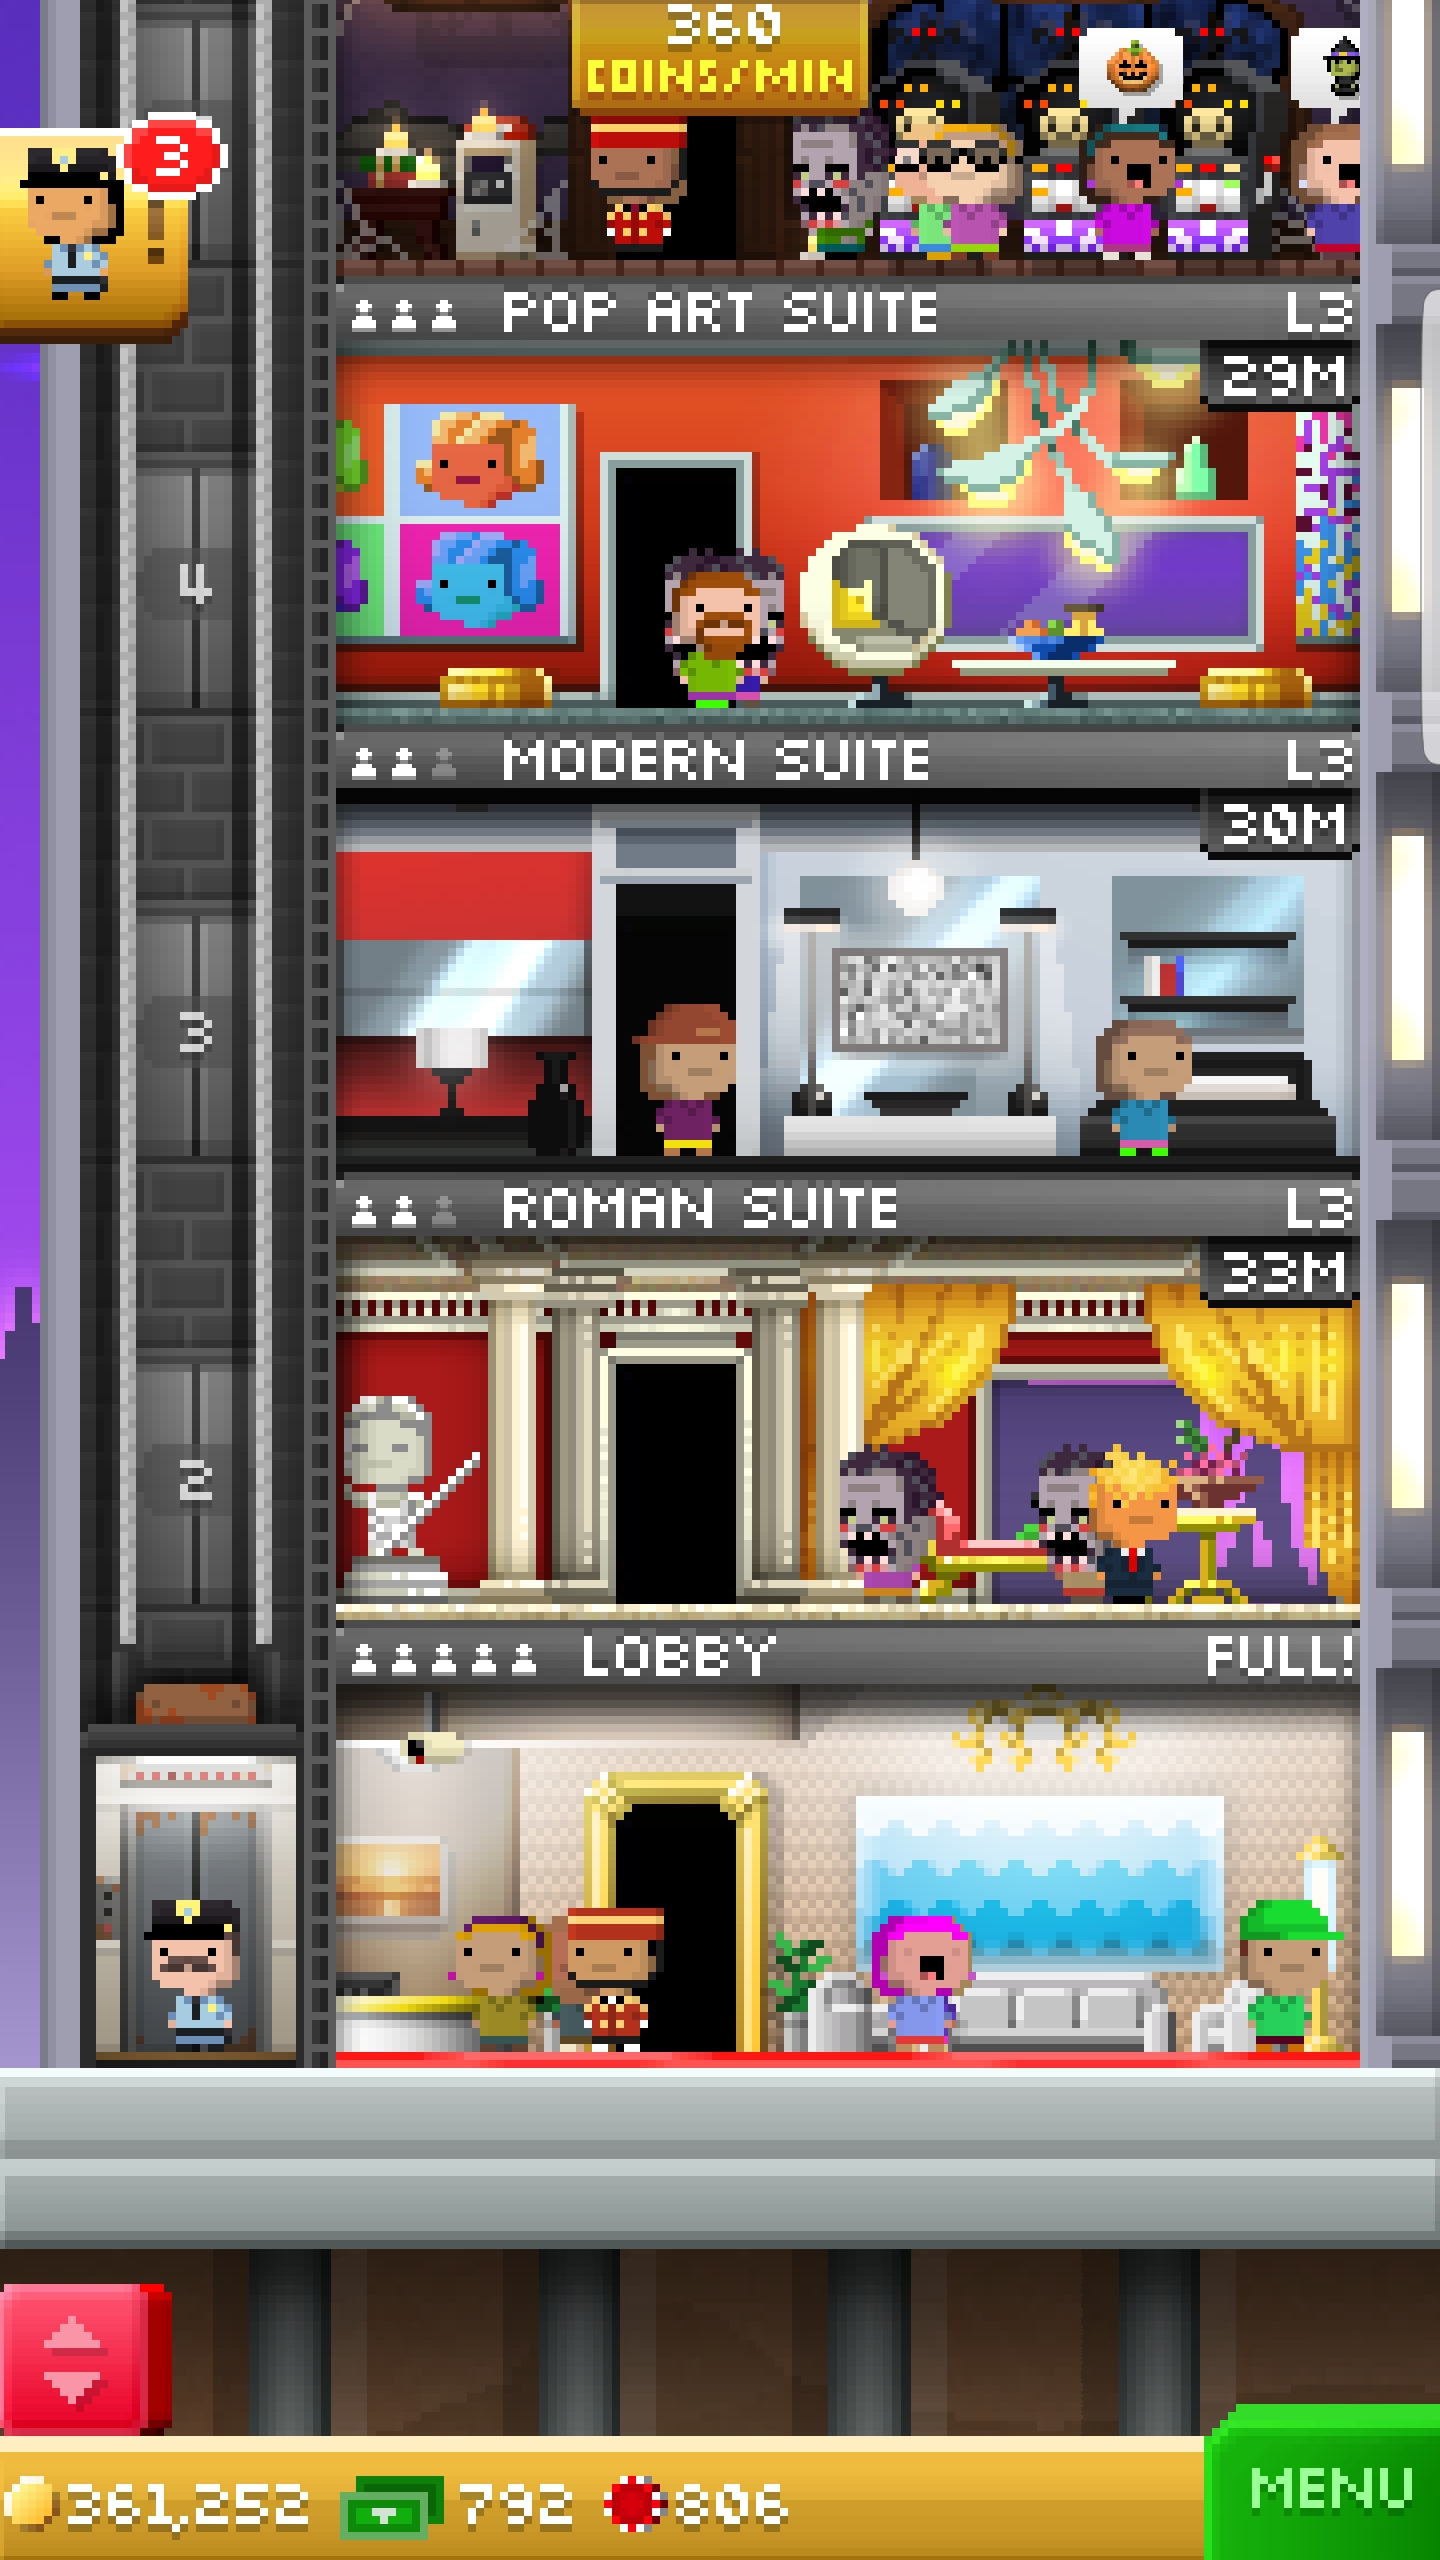 360
COINS/MIN
3
POP ART SUITE L3
29M
4
MODERN SUITE L3
30M
3
ROMAN SUITE L3
33M
2
LOBBY FULL!
361,252 792 806
MENU